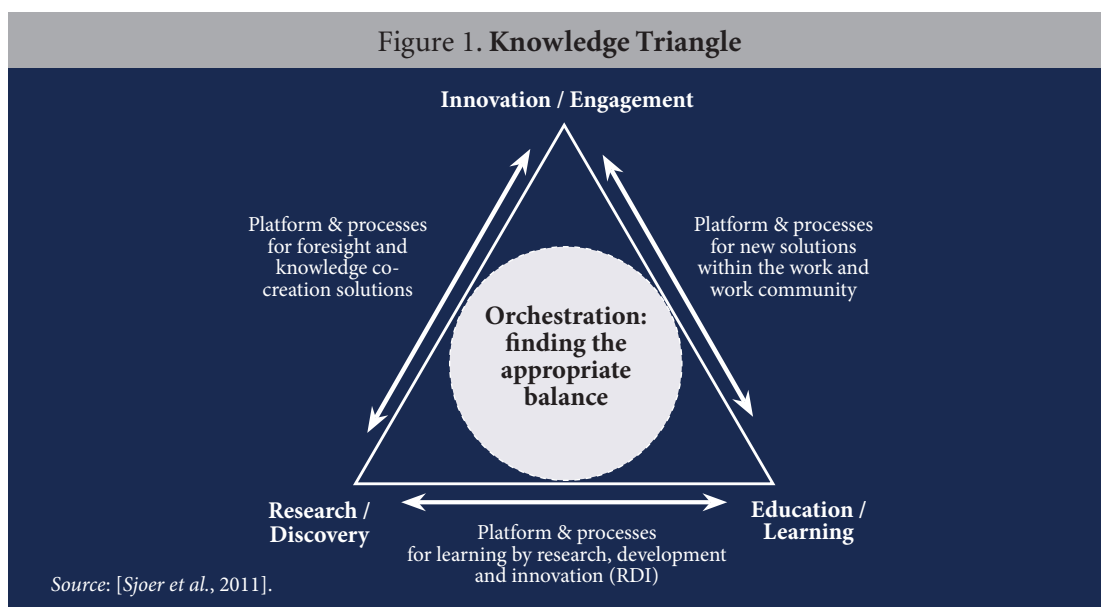 Figure 1. Knowledge Triangle
Innovation / Engagement
Platform & processes
for foresight and
knowledge co-
creation solutions
Platform & processes
for new solutions
within the work and
work community
Orchestration:
finding the
appropriate
balance
Research /
Discovery
Education /
Learning
Platform & processes
for learning by research, development
and innovation (RDI)
Source: [Sjoer et al., 2011].